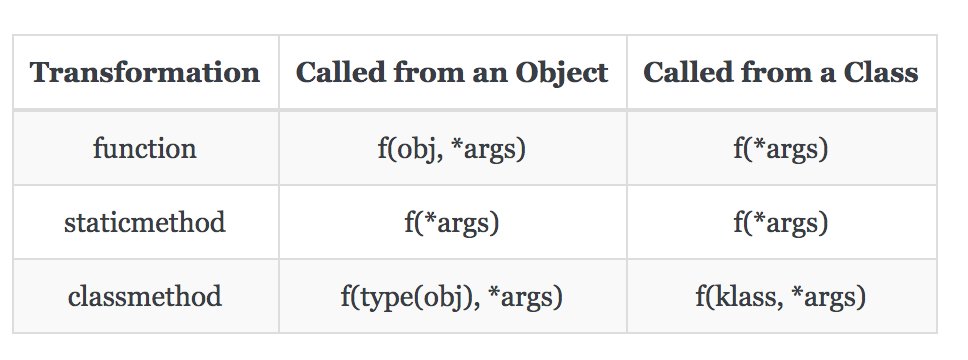 Transformation Called from an Object Called from a Class
function f(obj, *args) f(*args)
staticmethod f(*args) f(*args)
classmethod f(type(obj), *args) f(klass, *args)